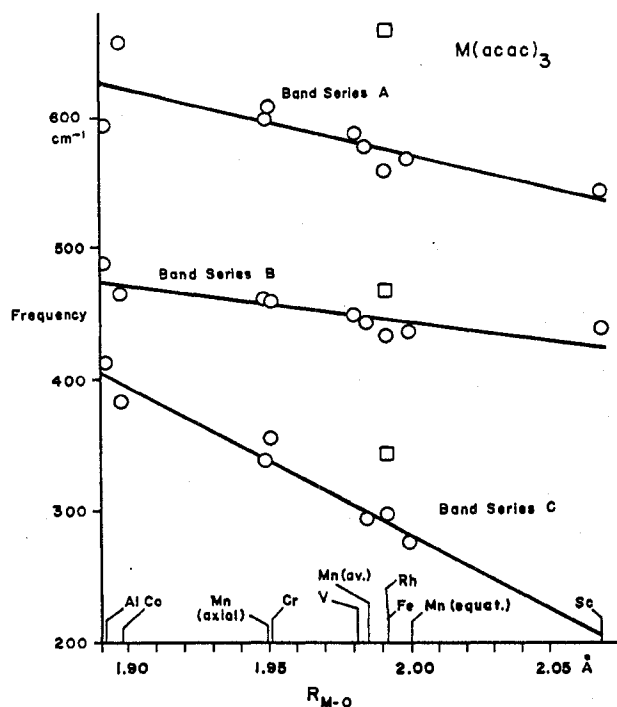 M(acac)3
Band Series A
600
cm-1
500
Band Series B
Frequency
400
300
Band Series C
Mn (av.)
Rh
Al Co
Mn
(axial)
Cr
V
Fe
Mn (equat.)
Sc
200
1.90
1.95
2.00
2.05 Å
RM-O